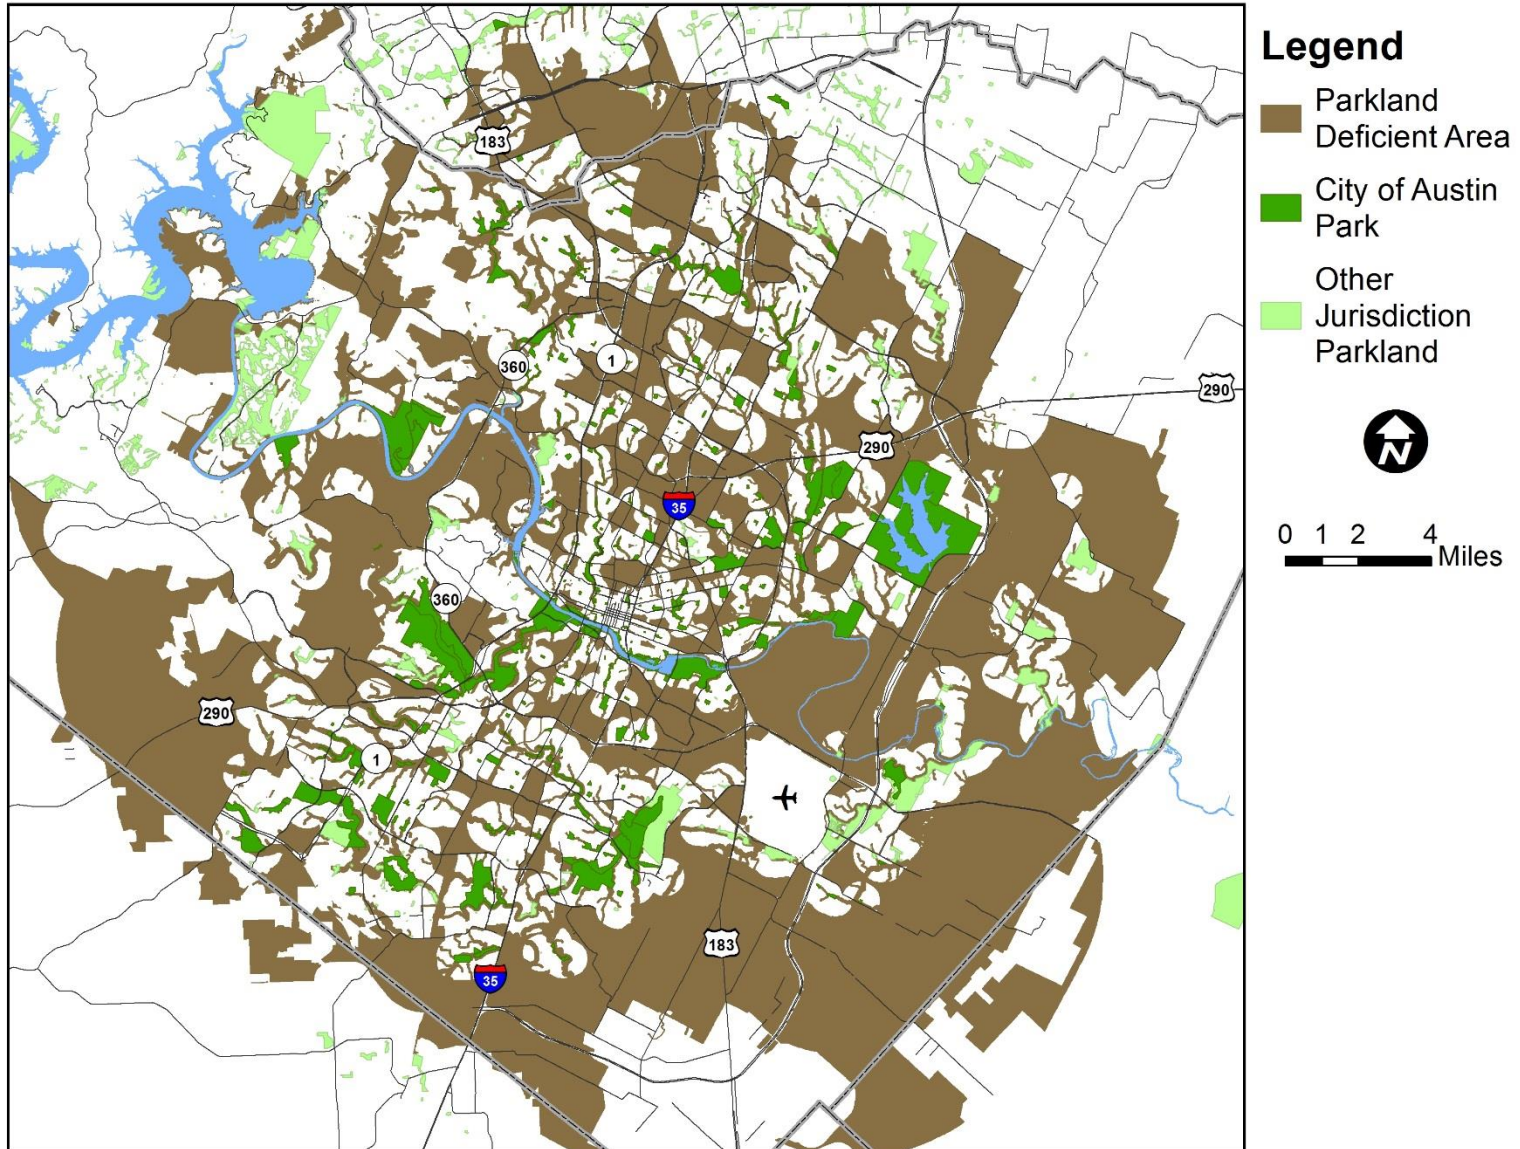 Legend
Parkland
Deficient Area
City of Austin
Park
Other
Jurisdiction
Parkland
N
0 1 2 4
Miles
183
360
1
290
290
35
360
290
1
183
35